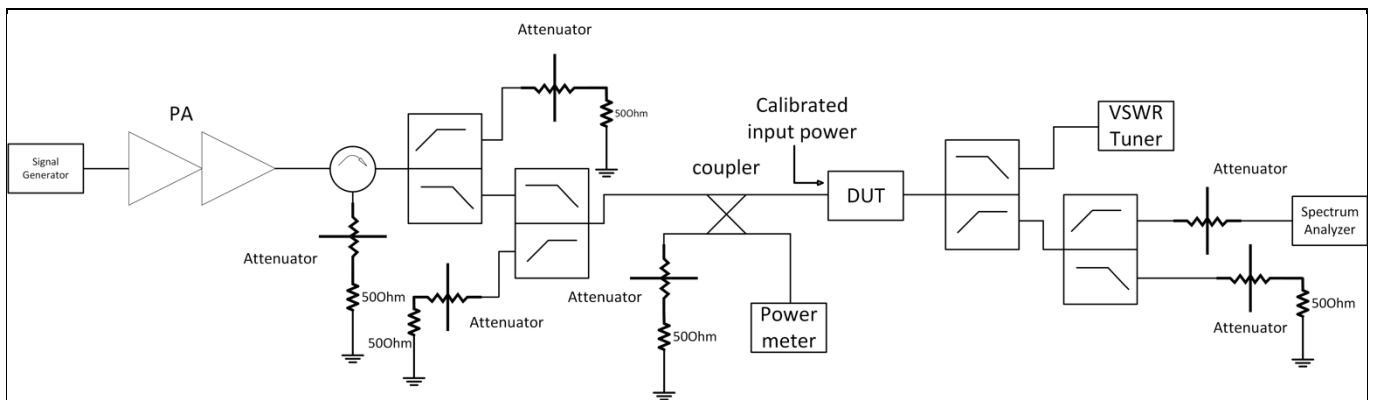 Attenuator
PA
Signal
Generator
50Ohm
Attenuator
50Ohm
Attenuator
50Ohm
coupler
Calibrated
input power
DUT
Attenuator
50Ohm
Power
meter
VSWR
Tuner
Attenuator
Spectrum
Analyzer
50Ohm
Attenuator